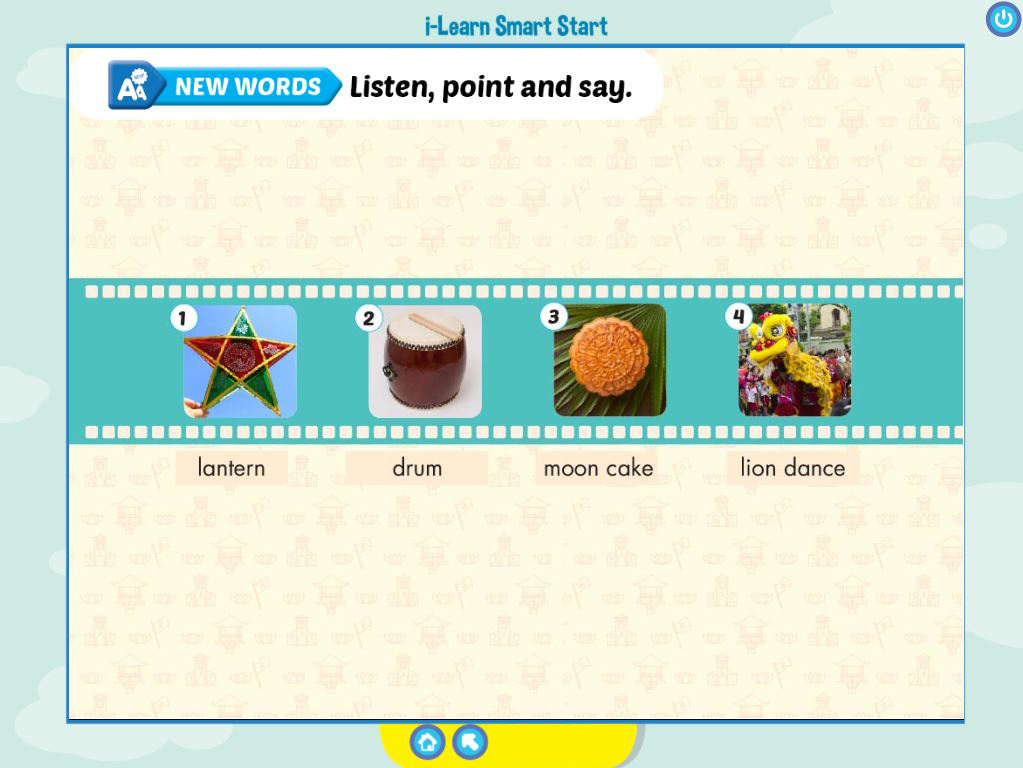 i-Learn Smart Start
NEW WORDS Listen, point and say.
1 2 3 4
lantern drum moon cake lion dance